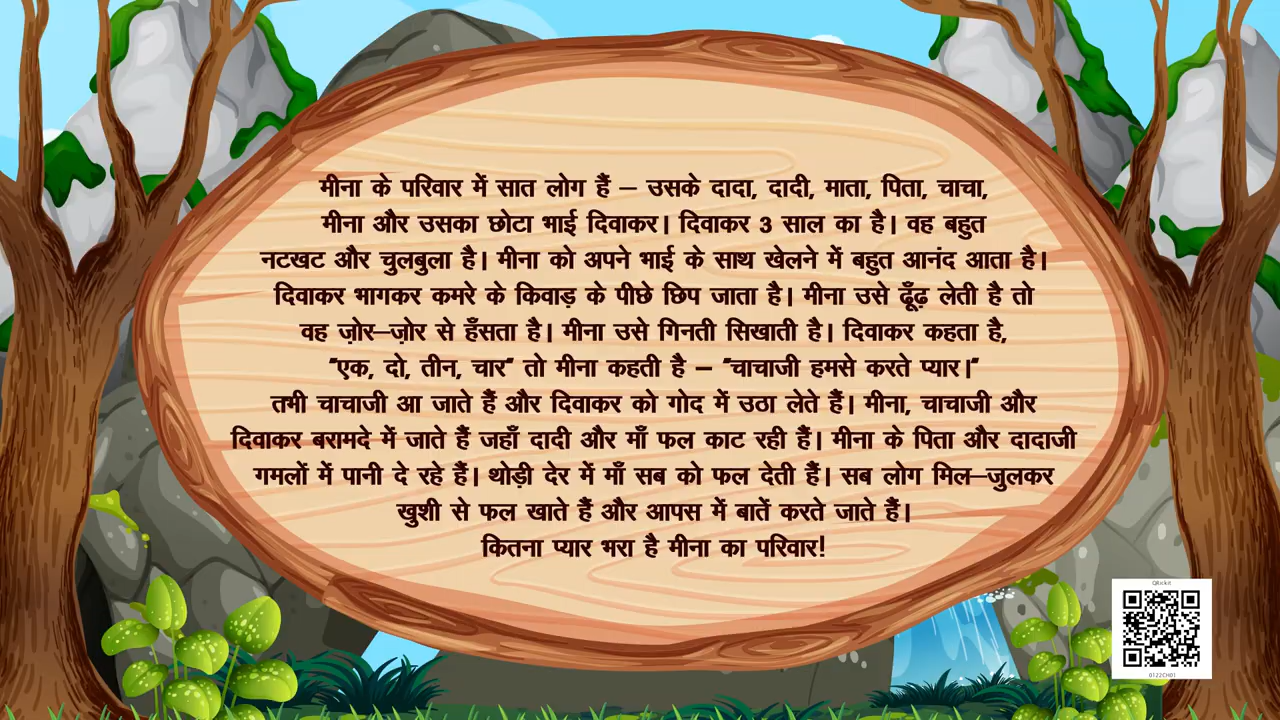 मीना के परिवार में सात लोग हैं – उसके दादा, दादी, माता, पिता, चाचा,
मीना और उसका छोटा भाई दिवाकर। दिवाकर 3 साल का है। वह बहुत
नटखट और चुलबुला है। मीना को अपने भाई के साथ खेलने में बहुत आनंद आता है।
दिवाकर भागकर कमरे के किवाड़ के पीछे छिप जाता है। मीना उसे ढूँढ़ लेती है तो
वह ज़ोर–ज़ोर से हँसता है। मीना उसे गिनती सिखाती है। दिवाकर कहता है,
"एक, दो, तीन, चार" तो मीना कहती है – "चाचाजी हमसे करते प्यार।"
तभी चाचाजी आ जाते हैं और दिवाकर को गोद में उठा लेते हैं। मीना, चाचाजी और
दिवाकर बरामदे में जाते हैं जहाँ दादी और माँ फल काट रही हैं। मीना के पिता और दादाजी
गमलों में पानी दे रहे हैं। थोड़ी देर में माँ सब को फल देती हैं। सब लोग मिल–जुलकर
खुशी से फल खाते हैं और आपस में बातें करते जाते हैं।
कितना प्यार भरा है मीना का परिवार!
QRickit
0122CH01